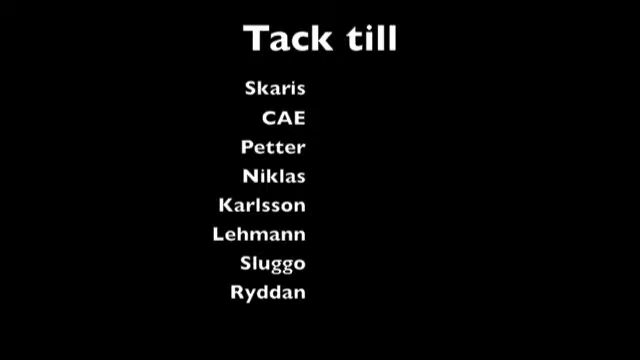 Tack till
Skaris
CAE
Petter
Niklas
Karlsson
Lehmann
Sluggo
Ryddan